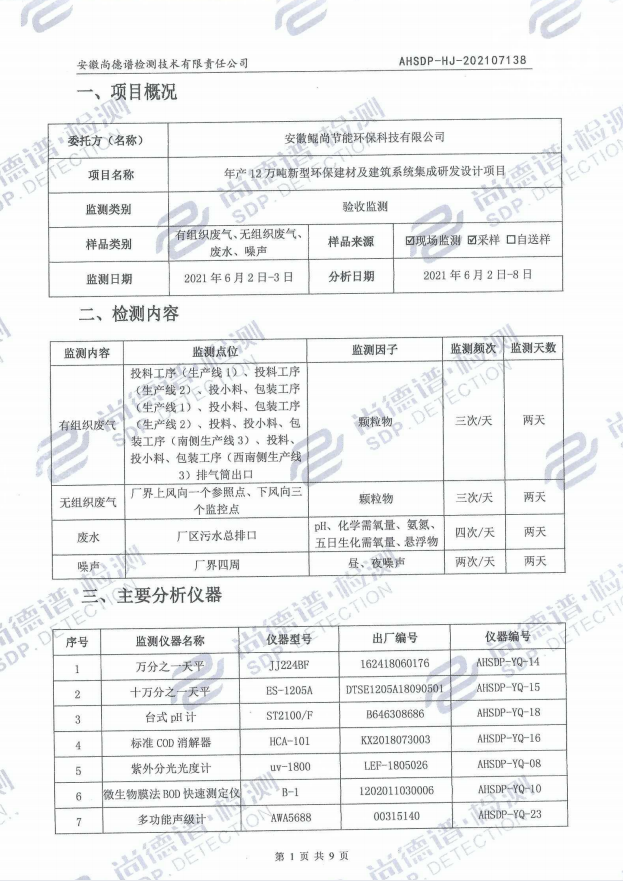 安徽尚德谱检测技术有限责任公司 AHSDP-HJ-202107138
一、项目概况
委托方（名称） 安徽鲲尚节能环保科技有限公司
项目名称 年产12万吨新型环保建材及建筑系统集成研发设计项目
监测类别 验收监测
样品类别 有组织废气、无组织废气、
废水、噪声 样品来源 ☑现场监测 ☑采样 ☐自送样
监测日期 2021年6月2日-3日 分析日期 2021年6月2日-8日
二、检测内容
监测内容 监测点位 监测因子 监测频次 监测天数
有组织废气 投料工序（生产线1）、投料工序
（生产线2）、投小料、包装工序
（生产线1）、投小料、包装工序
（生产线2）、投料、投小料、包
装工序（南侧生产线3）、投料、
投小料、包装工序（西南侧生产线
3）排气筒出口 颗粒物 三次/天 两天
无组织废气 厂界上风向一个参照点、下风向三
个监控点 颗粒物 三次/天 两天
废水 厂区污水总排口 pH、化学需氧量、氨氮、
五日生化需氧量、悬浮物 四次/天 两天
噪声 厂界四周 昼、夜噪声 两次/天 两天
三、主要分析仪器
序号 监测仪器名称 仪器型号 出厂编号 仪器编号
1 万分之一天平 JJ224BF 162418060176 AHSDP-YQ-14
2 十万分之一天平 ES-1205A DTSE1205A18090501 AHSDP-YQ-15
3 台式pH计 ST2100/F B646308686 AHSDP-YQ-18
4 标准COD消解器 HCA-101 KX2018073003 AHSDP-YQ-16
5 紫外分光光度计 uv-1800 LEF-1805026 AHSDP-YQ-08
6 微生物膜法BOD快速测定仪 B-1 1202011030006 AHSDP-YQ-10
7 多功能声级计 AWA5688 00315140 AHSDP-YQ-23
第1页共9页
尚德谱·检测
SDP.DETECTION